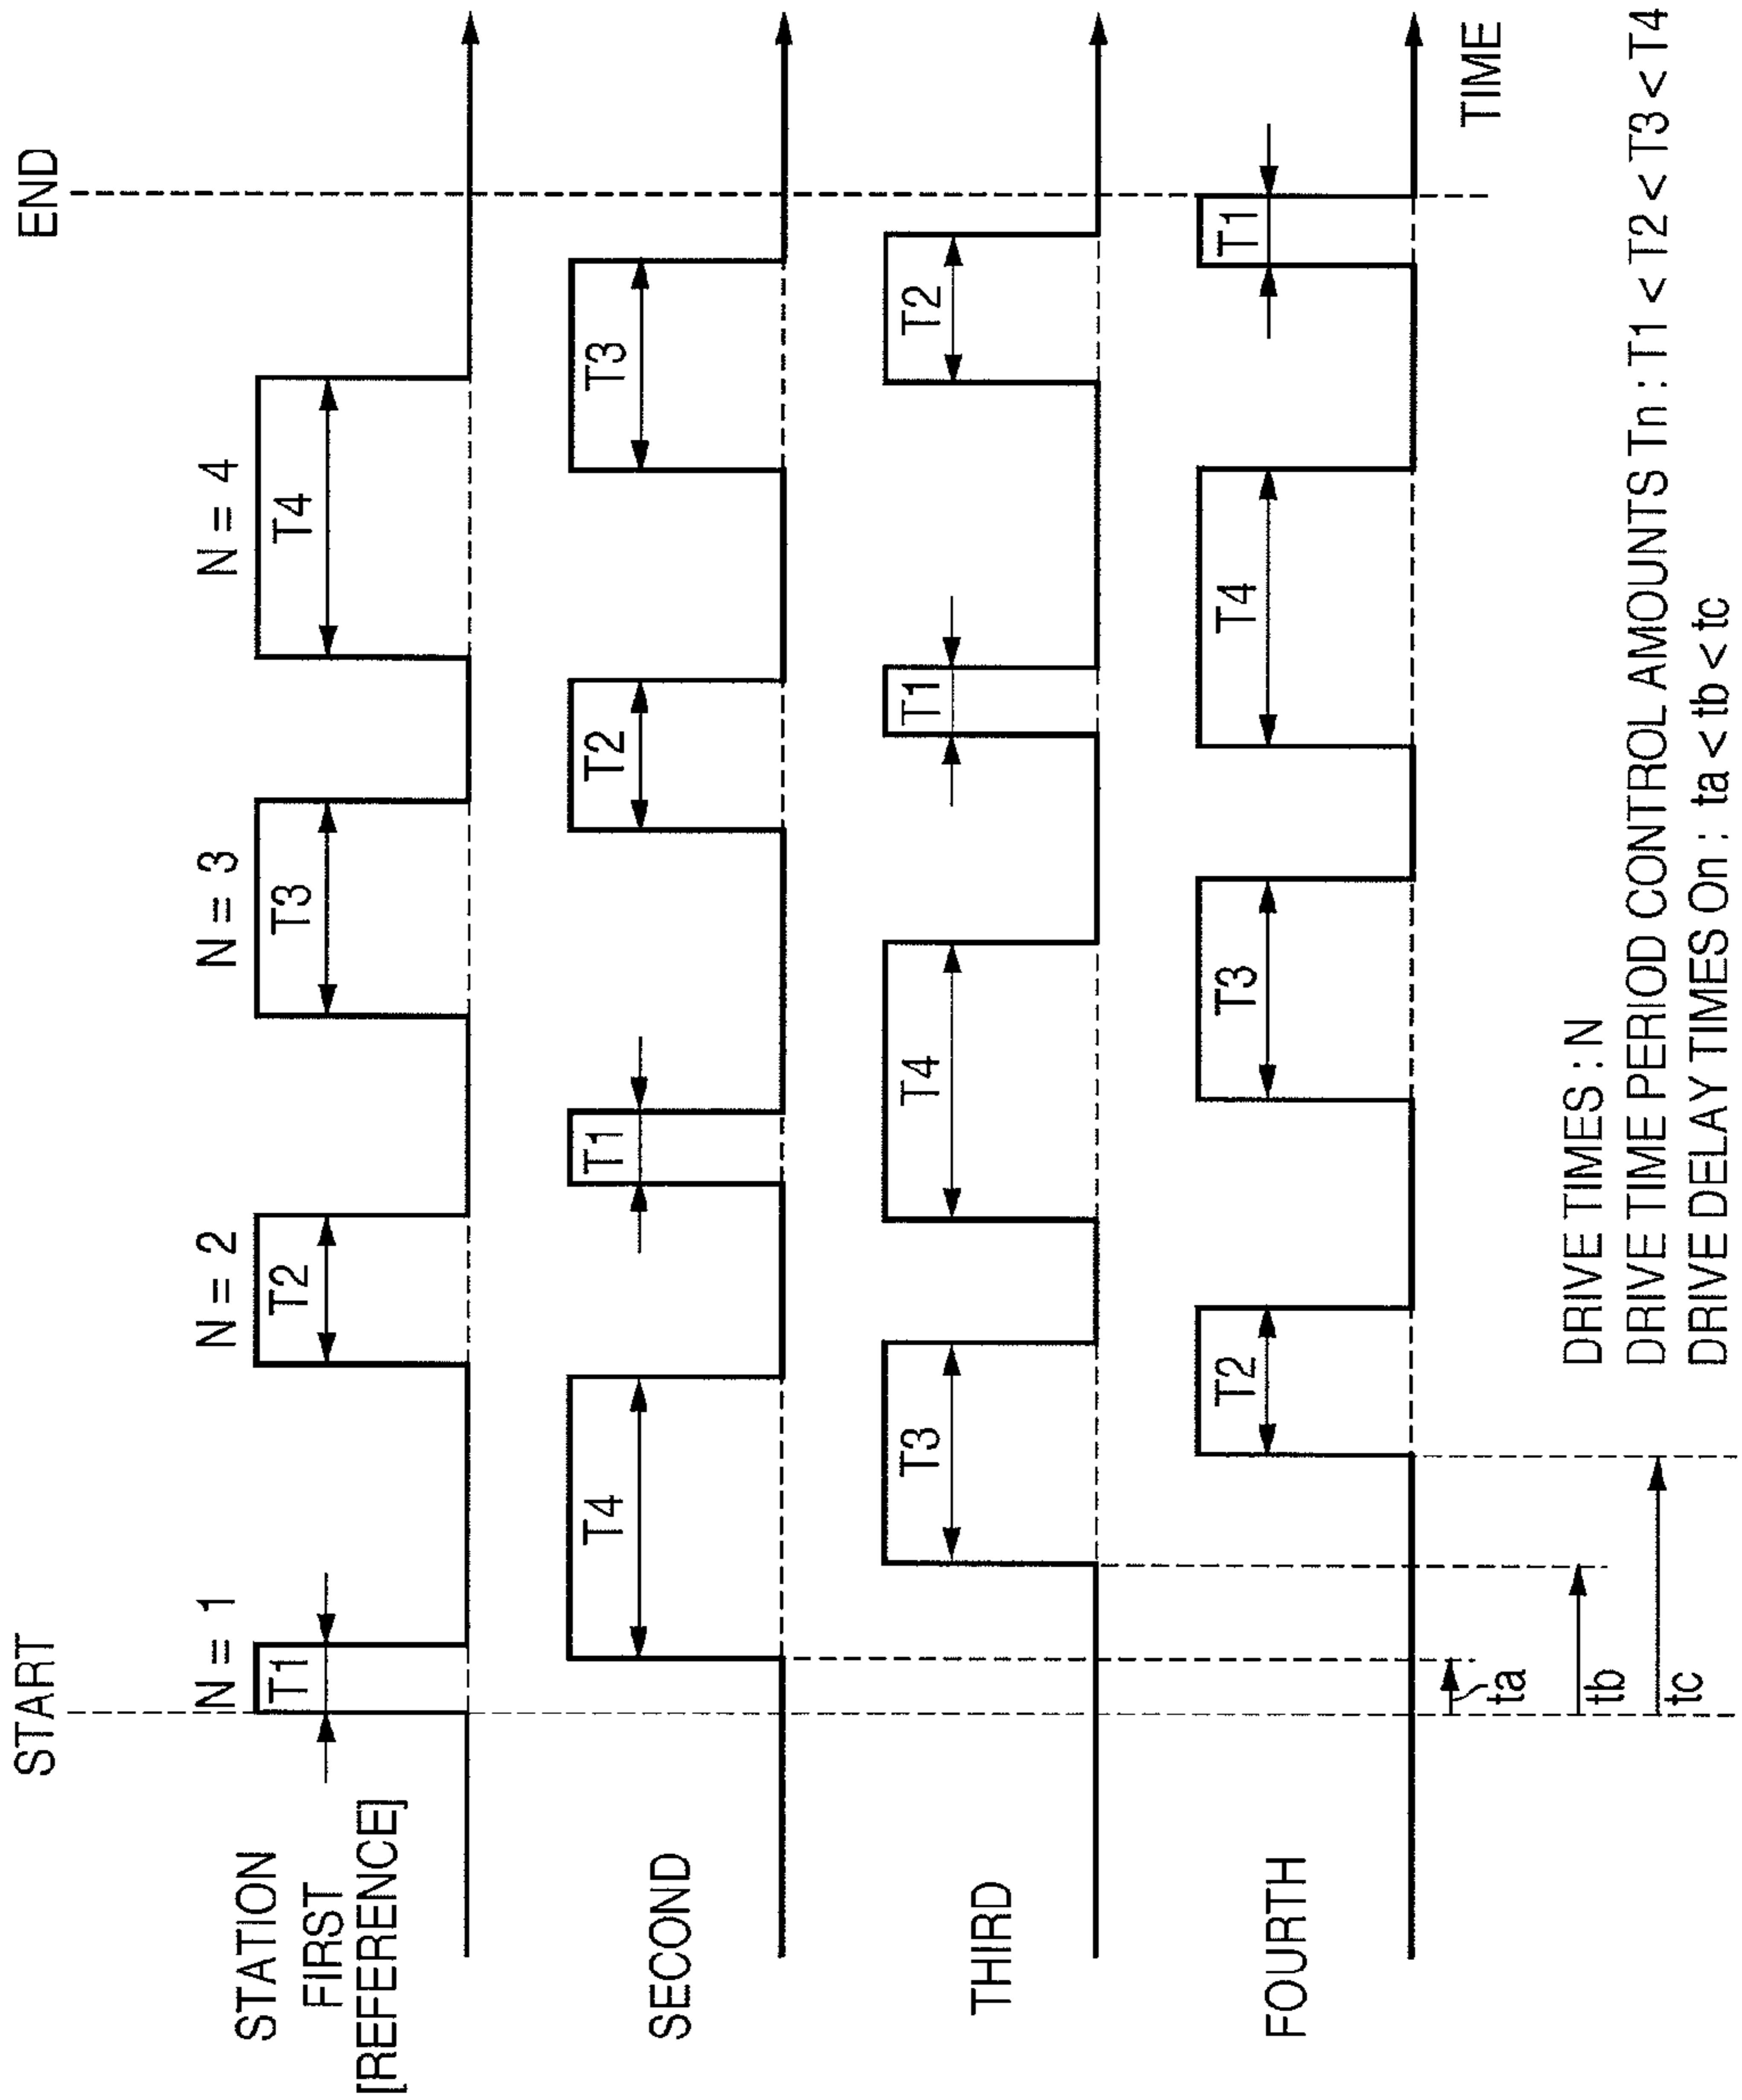 START
END
STATION
FIRST
[REFERENCE]
N = 1
N = 2
N = 3
N = 4
T1
T2
T3
T4
SECOND
T4
T1
T2
T3
THIRD
T3
T4
T1
T2
FOURTH
T2
T3
T4
T1
TIME
ta
tb
tc
DRIVE TIMES : N
DRIVE TIME PERIOD CONTROL AMOUNTS Tn : T1 < T2 < T3 < T4
DRIVE DELAY TIMES On : ta < tb < tc